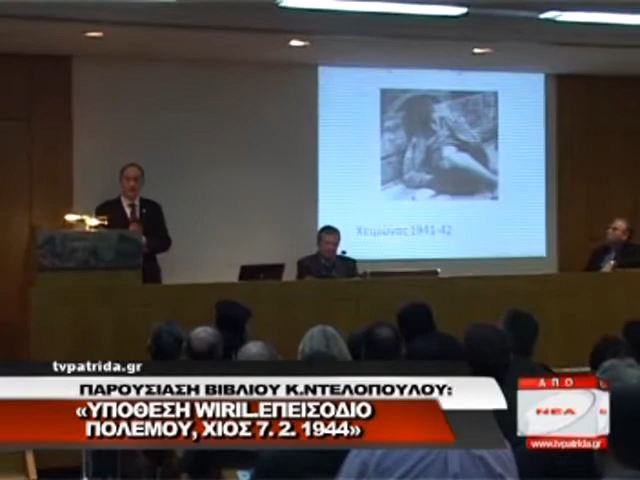 Χειμώνας 1941-42
tvpatrida.gr
ΠΑΡΟΥΣΙΑΣΗ ΒΙΒΛΙΟΥ Κ.ΝΤΕΛΟΠΟΥΛΟΥ:
«ΥΠΟΘΕΣΗ WIRIL.ΕΠΕΙΣΟΔΙΟ
ΠΟΛΕΜΟΥ, ΧΙΟΣ 7. 2. 1944»
ΑΠΟ
ΝΕΑ
www.tvpatrida.gr